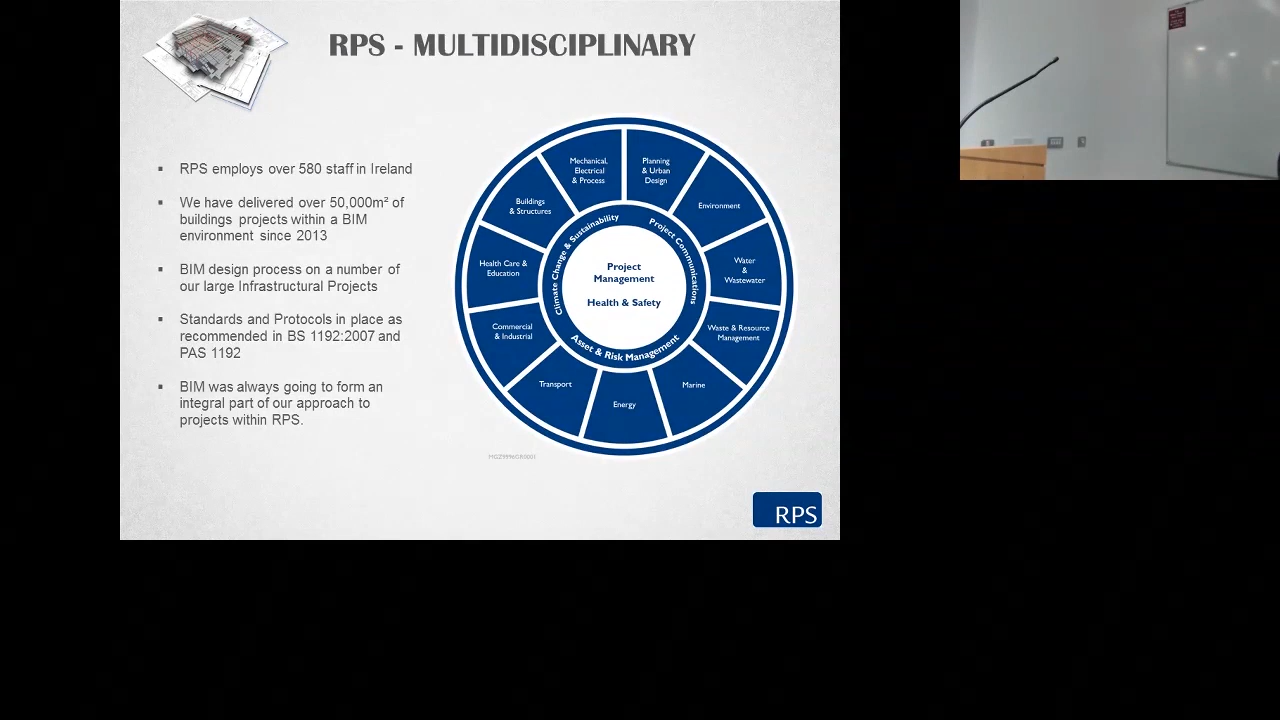 RPS - MULTIDISCIPLINARY
▪ RPS employs over 580 staff in Ireland
▪ We have delivered over 50,000m² of
buildings projects within a BIM
environment since 2013
▪ BIM design process on a number of
our large Infrastructural Projects
▪ Standards and Protocols in place as
recommended in BS 1192:2007 and
PAS 1192
▪ BIM was always going to form an
integral part of our approach to
projects within RPS.
Mechanical,
Electrical
& Process
Planning
& Urban
Design
Environment
Water
&
Wastewater
Waste & Resource
Management
Marine
Energy
Transport
Commercial
& Industrial
Health Care &
Education
Buildings
& Structures
Climate Change & Sustainability
Project Communications
Asset & Risk Management
Project
Management
Health & Safety
RPS